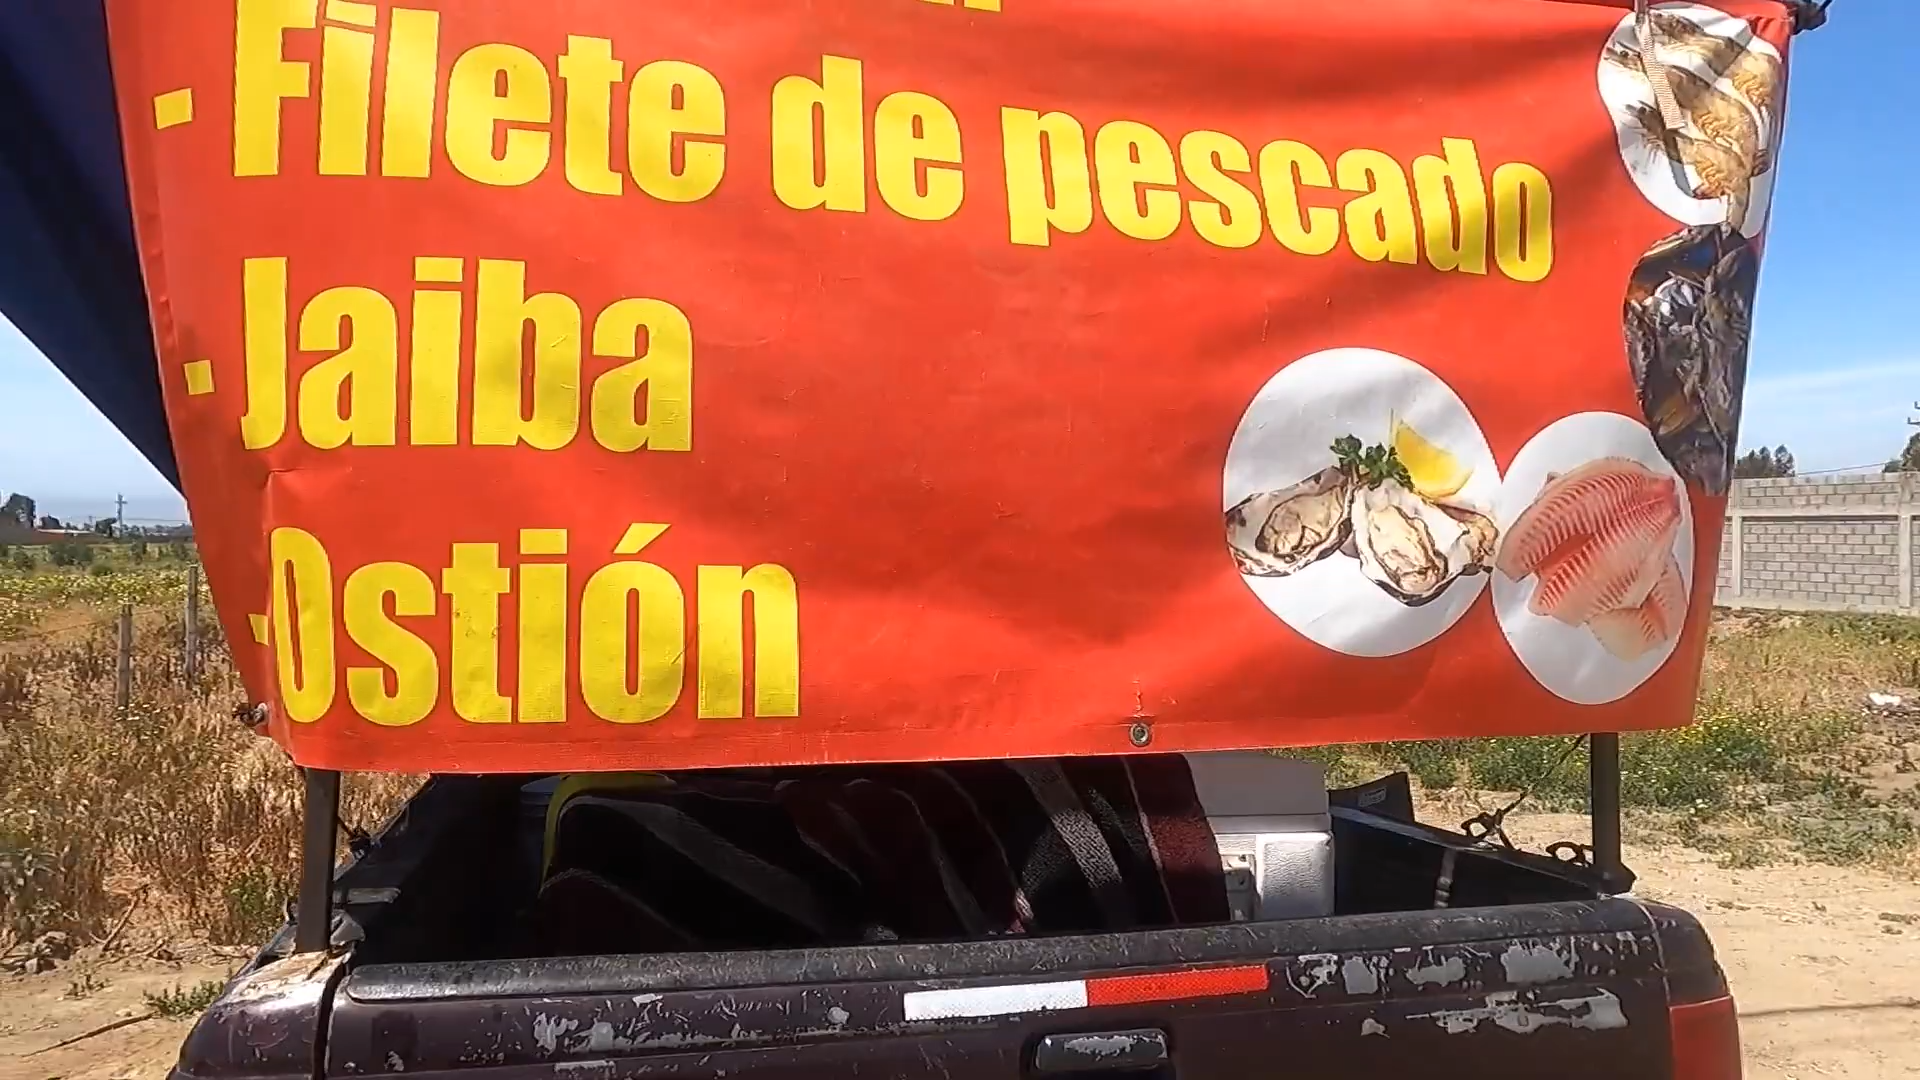 - Filete de pescado
- Jaiba
-Ostión